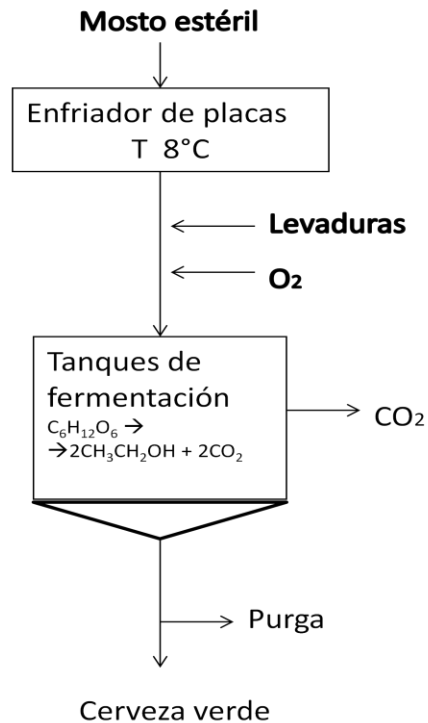 Mosto estéril
Enfriador de placas
T 8°C
Levaduras
O₂
Tanques de
fermentación
C₆H₁₂O₆ →
→2CH₃CH₂OH + 2CO₂
CO₂
Purga
Cerveza verde